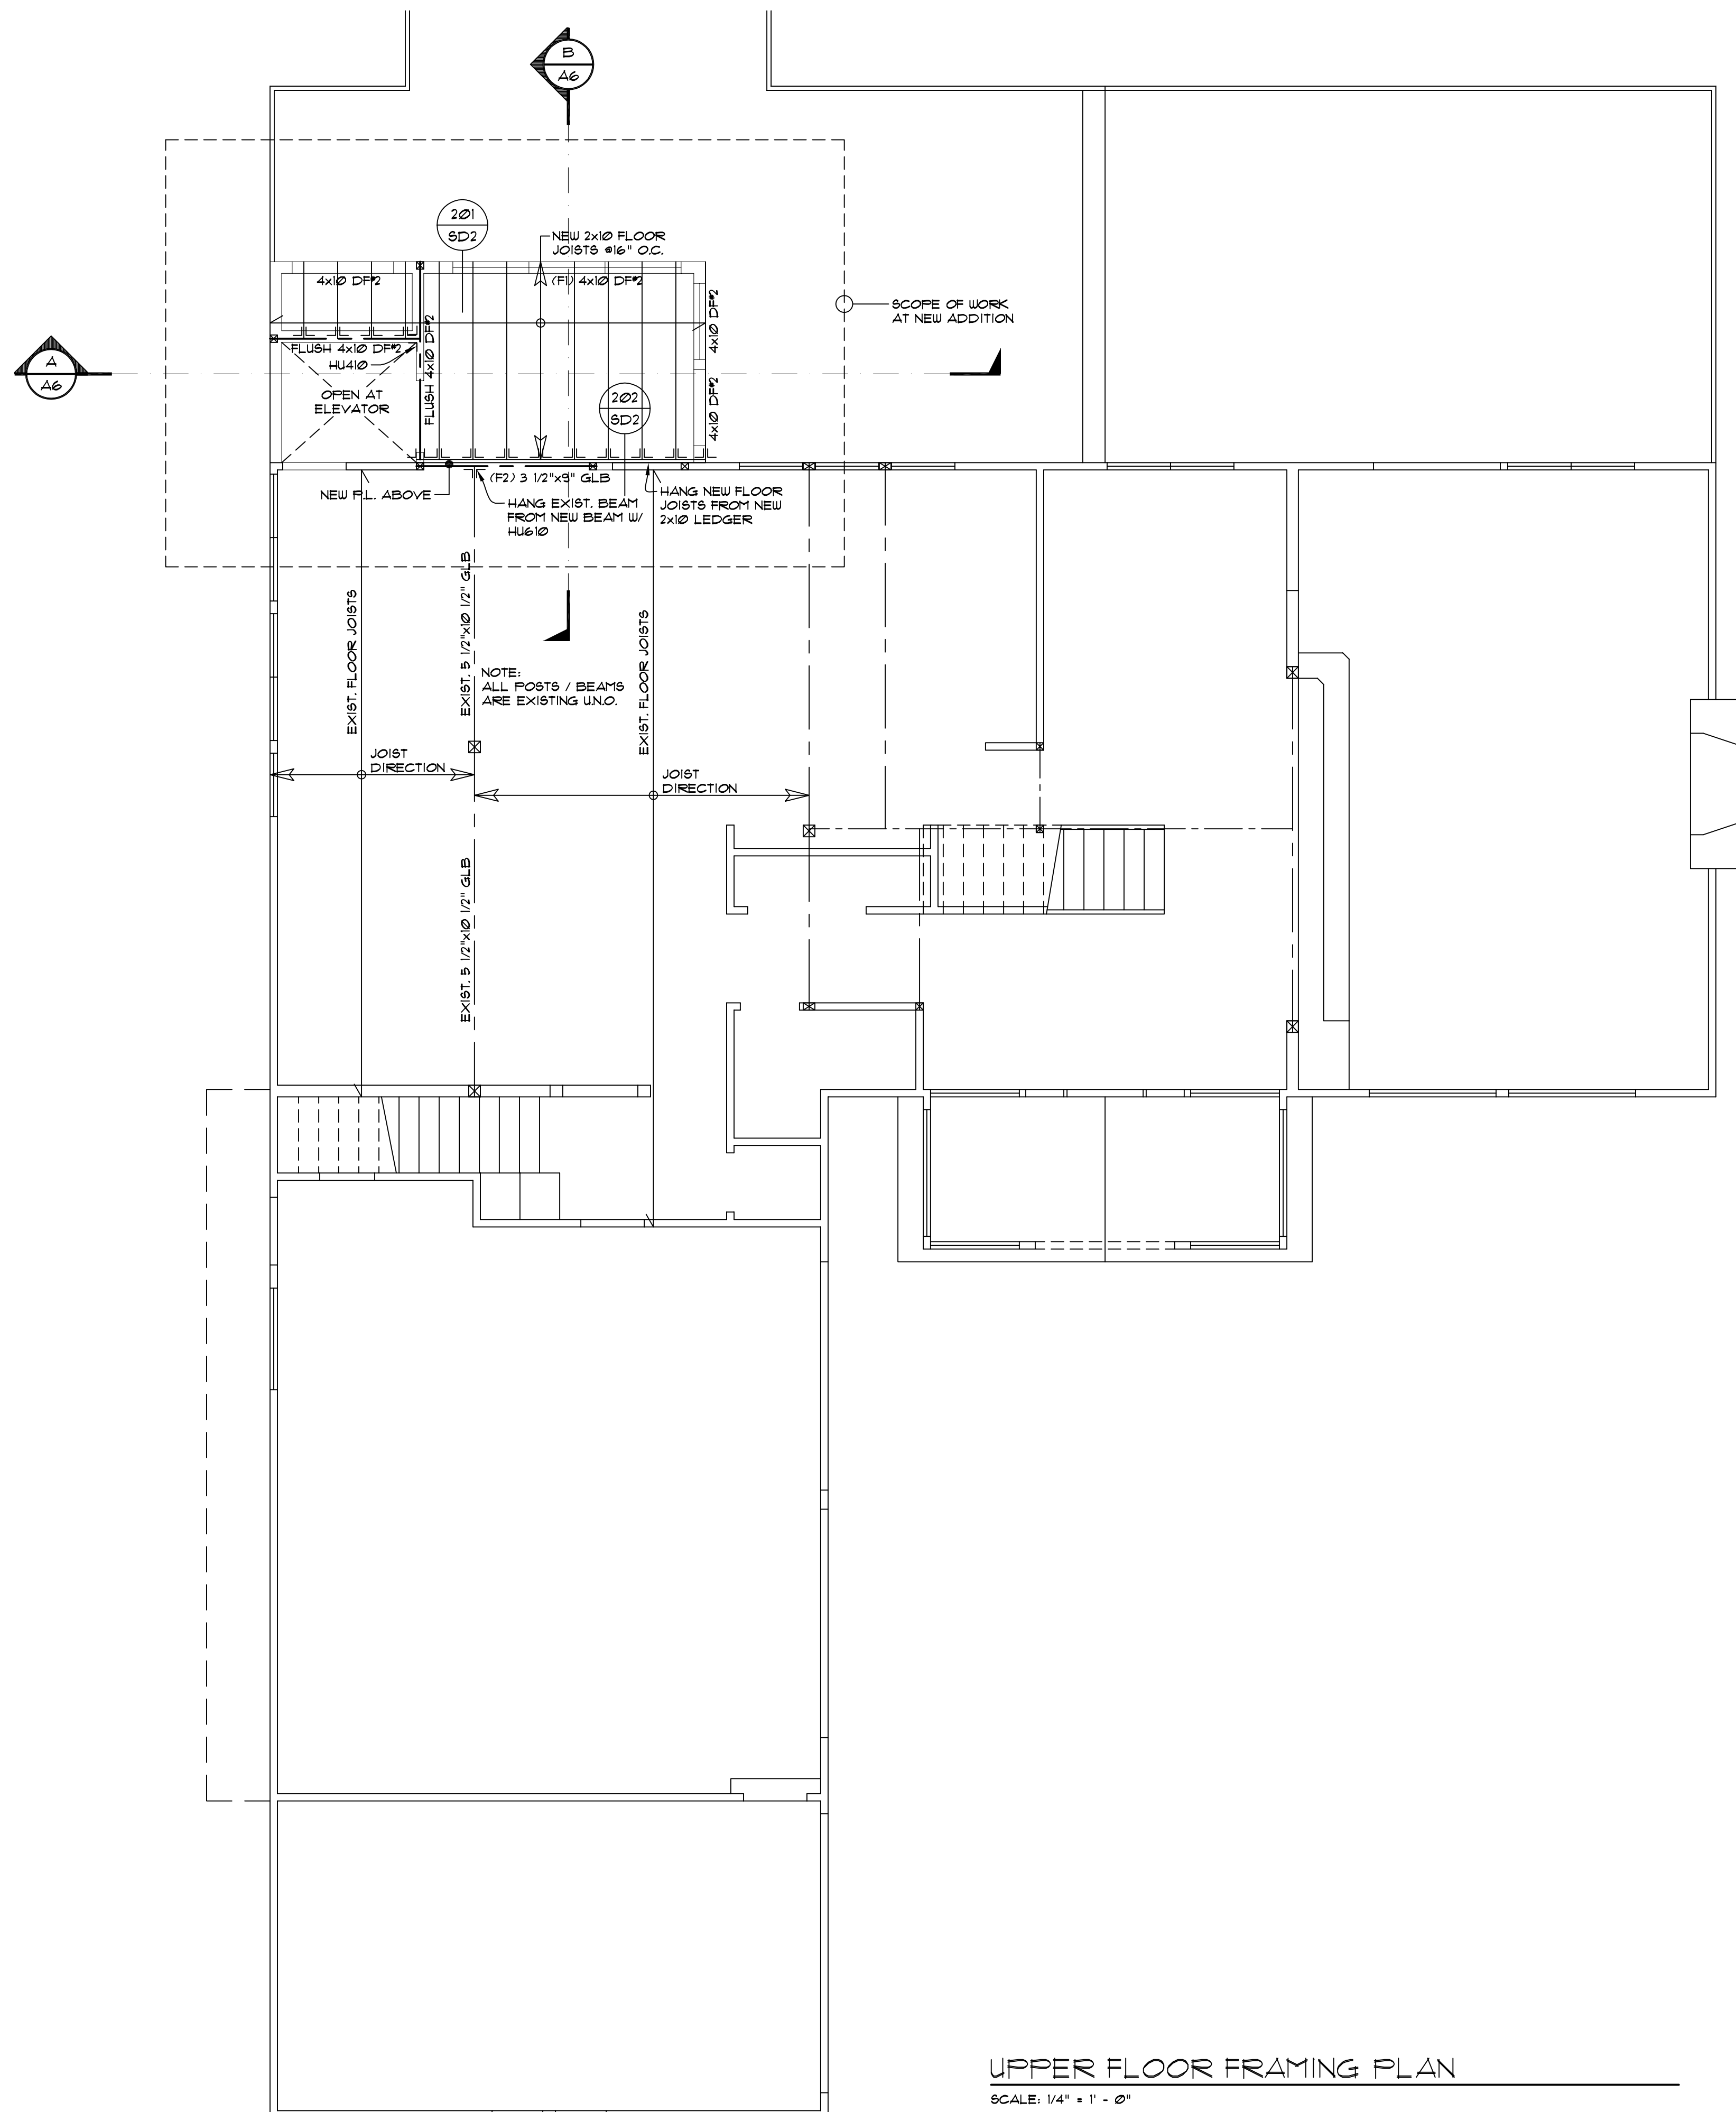 B
A6
201
SD2
NEW 2x10 FLOOR
JOISTS @16" O.C.
4x10 DF#2
(F1) 4x10 DF#2
4x10 DF#2
SCOPE OF WORK
AT NEW ADDITION
FLUSH 4x10 DF#2
FLUSH 4x10 DF#2
HU410
A
A6
OPEN AT
ELEVATOR
202
SD2
4x10 DF#2
(F2) 3 1/2"x9" GLB
NEW P.L. ABOVE
HANG EXIST. BEAM
FROM NEW BEAM W/
HU610
HANG NEW FLOOR
JOISTS FROM NEW
2x10 LEDGER
EXIST. FLOOR JOISTS
EXIST. 5 1/2"x10 1/2" GLB
NOTE:
ALL POSTS / BEAMS
ARE EXISTING U.N.O.
EXIST. FLOOR JOISTS
JOIST
DIRECTION
JOIST
DIRECTION
EXIST. 5 1/2"x10 1/2" GLB
UPPER FLOOR FRAMING PLAN
SCALE: 1/4" = 1' - 0"